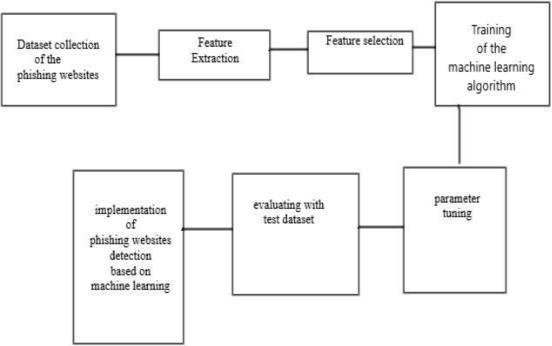 Dataset collection
of the
phishing websites
Feature
Extraction
Feature selection
Training
of the
machine learning
algorithm
parameter
tuning
evaluating with
test dataset
implementation
of
phishing websites
detection
based on
machine learning